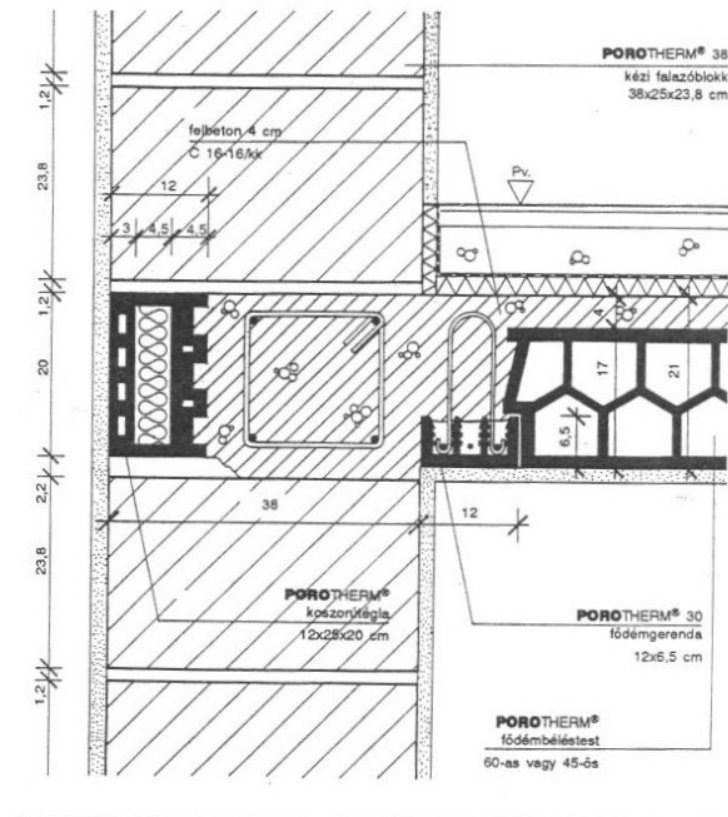 POROTHERM® 38
kézi falazóblokk
38x25x23,8 cm
felbeton 4 cm
C 16-16/kk
Pv.
12
3 4,5 4,5
1,2
23,8
1,2
20
2,2
23,8
1,2
4
17
21
6,5
38
12
POROTHERM®
koszorútégla
12x25x20 cm
POROTHERM® 30
födémgerenda
12x6,5 cm
POROTHERM®
födémbéléstest
60-as vagy 45-ös